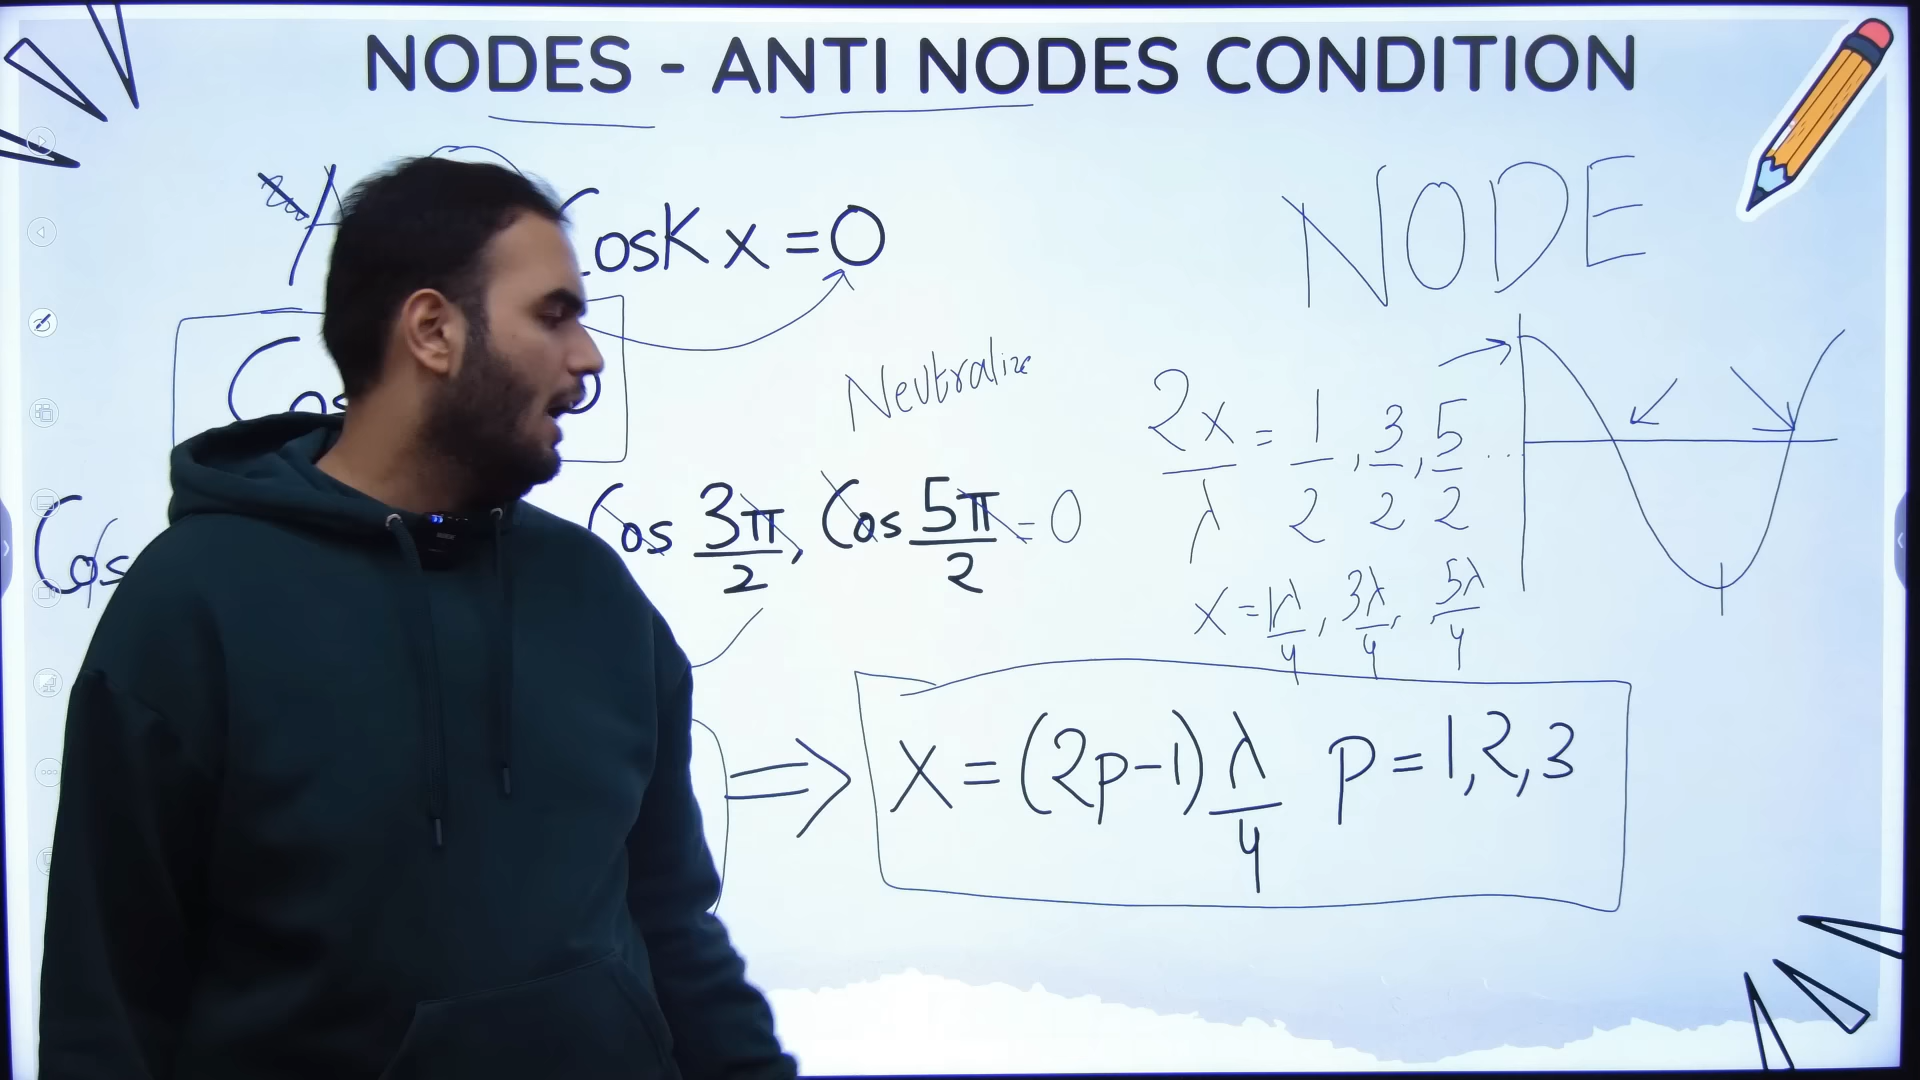 NODES - ANTI NODES CONDITION
NODE
CosKx = 0
Neutralize
2x/λ = 1/2, 3/2, 5/2 ...
Cos 3π/2, Cos 5π/2 = 0
x = 1λ/4, 3λ/4, 5λ/4
⇒ x = (2p-1) λ/4 p = 1,2,3